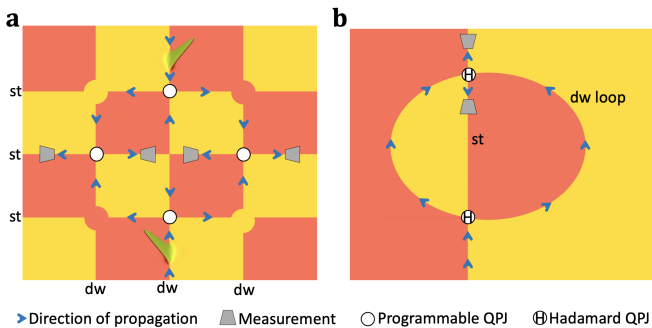 a
b
st
dw loop
st
st
st
dw
dw
dw
H
H
Direction of propagation
Measurement
Programmable QPJ
H
Hadamard QPJ